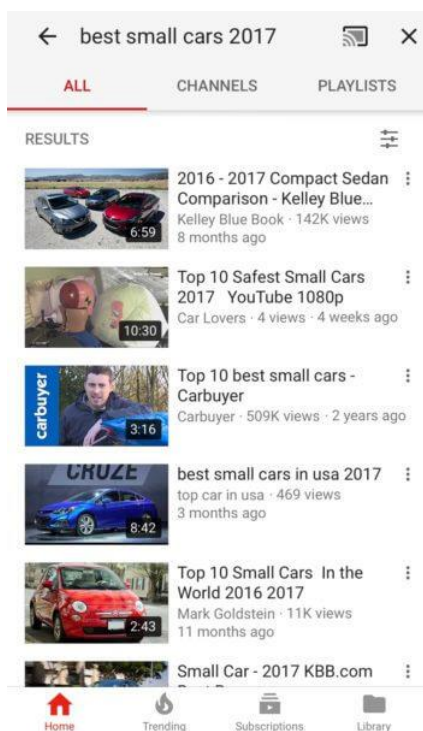 best small cars 2017
ALL
CHANNELS
PLAYLISTS
RESULTS
6:59
2016 - 2017 Compact Sedan
Comparison - Kelley Blue...
Kelley Blue Book · 142K views
8 months ago
10:30
Top 10 Safest Small Cars
2017 YouTube 1080p
Car Lovers · 4 views · 4 weeks ago
carbuyer
3:16
Top 10 best small cars -
Carbuyer
Carbuyer · 509K views · 2 years ago
CRUZE
8:42
best small cars in usa 2017
top car in usa · 469 views
3 months ago
2:43
Top 10 Small Cars In the
World 2016 2017
Mark Goldstein · 11K views
11 months ago
Small Car - 2017 KBB.com
Home
Trending
Subscriptions
Library